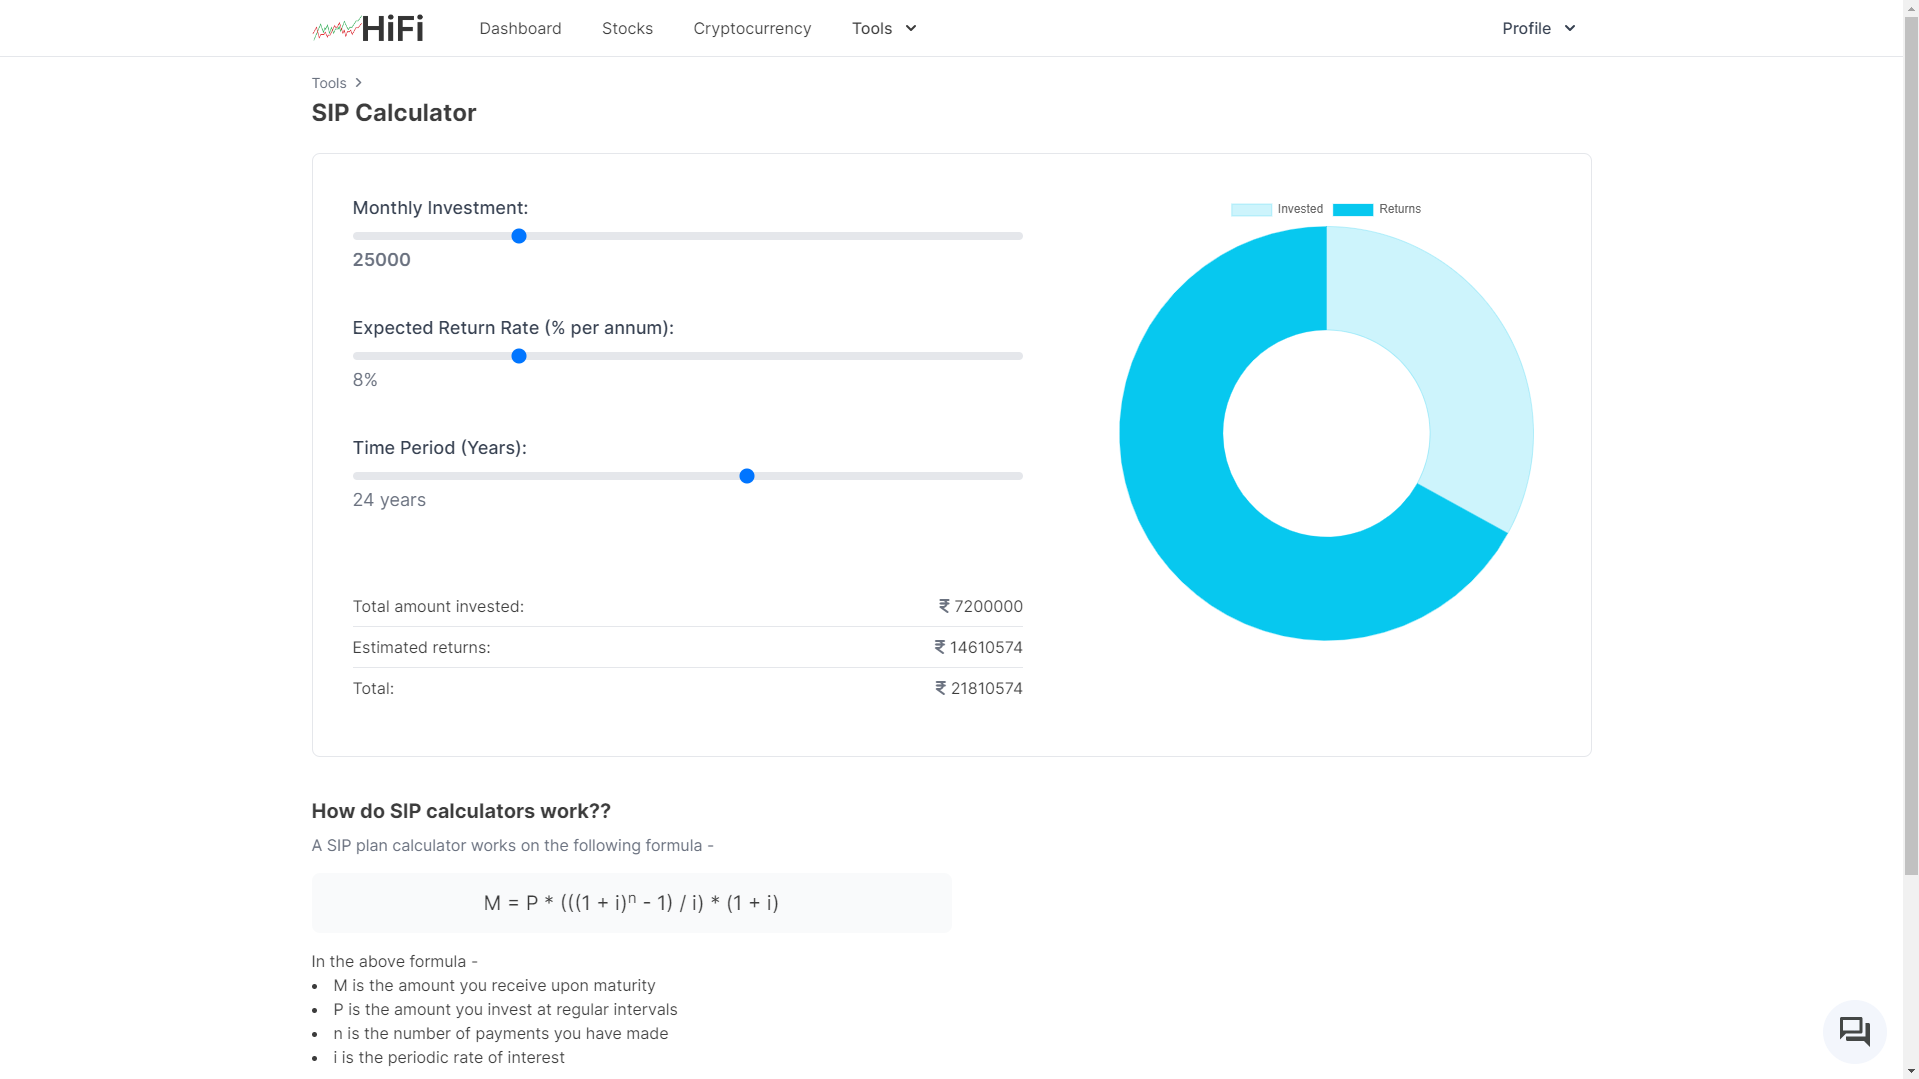 HiFi Dashboard Stocks Cryptocurrency Tools Profile
Tools >
SIP Calculator
Monthly Investment:
25000
Expected Return Rate (% per annum):
8%
Time Period (Years):
24 years
Total amount invested: ₹ 7200000
Estimated returns: ₹ 14610574
Total: ₹ 21810574
Invested Returns
How do SIP calculators work??
A SIP plan calculator works on the following formula -
M = P * (((1 + i)ⁿ - 1) / i) * (1 + i)
In the above formula -
• M is the amount you receive upon maturity
• P is the amount you invest at regular intervals
• n is the number of payments you have made
• i is the periodic rate of interest